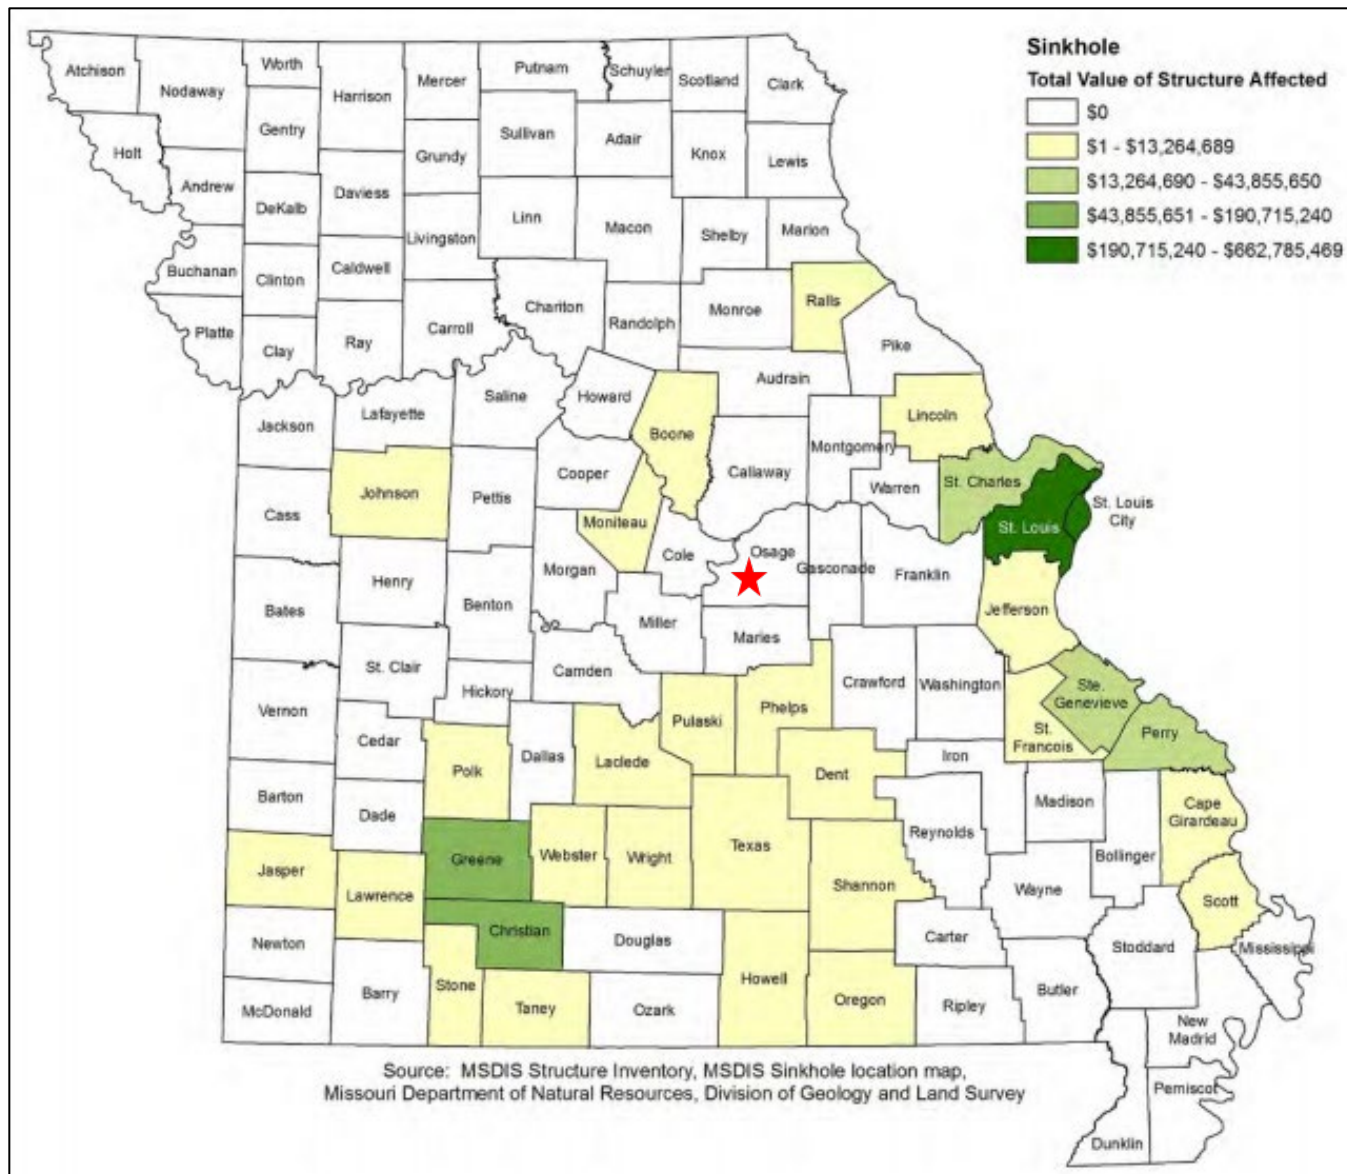 Sinkhole
Total Value of Structure Affected
$0
$1 - $13,264,689
$13,264,690 - $43,855,650
$43,855,651 - $190,715,240
$190,715,240 - $662,785,469
Atchison
Nodaway
Worth
Harrison
Mercer
Putnam
Schuyler
Scotland
Clark
Gentry
Sullivan
Adair
Knox
Lewis
Holt
Andrew
DeKalb
Daviess
Grundy
Linn
Macon
Shelby
Marion
Livingston
Buchanan
Clinton
Caldwell
Chariton
Randolph
Monroe
Ralls
Platte
Clay
Ray
Carroll
Pike
Audrain
Saline
Howard
Lafayette
Jackson
Boone
Lincoln
Callaway
Montgomery
Cooper
Warren
St. Charles
Johnson
Pettis
Cass
Moniteau
St. Louis
St. Louis
City
Cole
Osage
Gasconade
Franklin
Morgan
Henry
Bates
Benton
Miller
Maries
Jefferson
St. Clair
Camden
Hickory
Crawford
Washington
Vernon
Pulaski
Phelps
Ste.
Genevieve
St.
Francois
Perry
Cedar
Dallas
Laclede
Polk
Dent
Iron
Barton
Dade
Madison
Cape
Girardeau
Reynolds
Bollinger
Greene
Webster
Wright
Texas
Jasper
Lawrence
Shannon
Wayne
Scott
Christian
Newton
Douglas
Carter
Stoddard
Mississippi
Barry
Stone
Taney
Howell
Oregon
McDonald
Ozark
Ripley
Butler
New
Madrid
Pemiscot
Dunklin
Source: MSDIS Structure Inventory, MSDIS Sinkhole location map,
Missouri Department of Natural Resources, Division of Geology and Land Survey